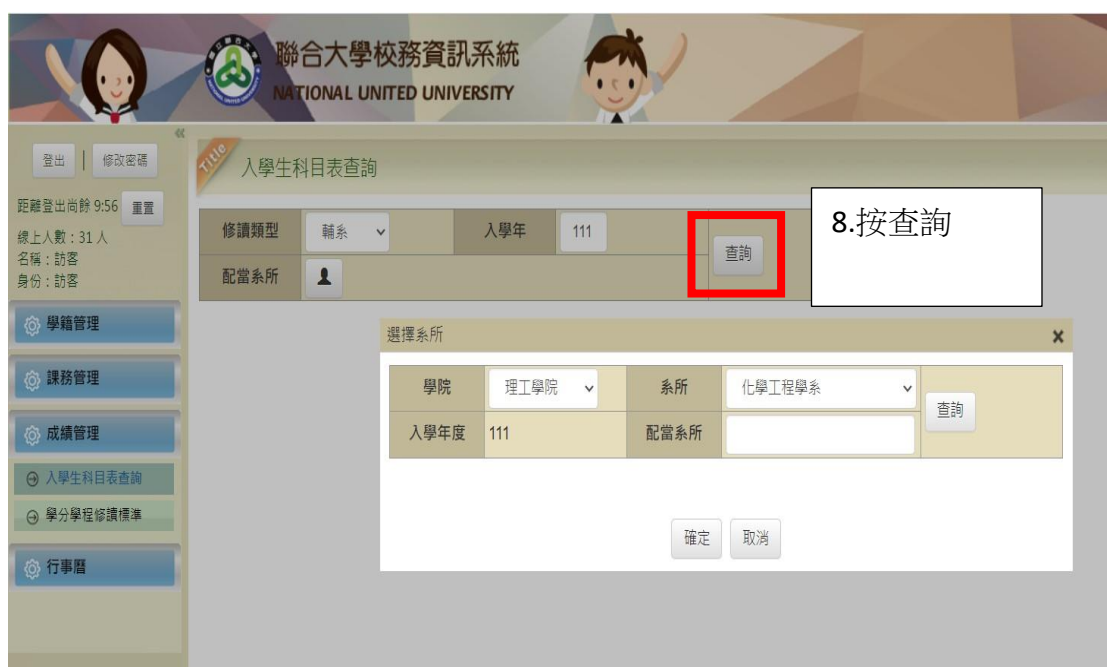 聯合大學校務資訊系統
NATIONAL UNITED UNIVERSITY
登出 | 修改密碼
距離登出尚餘 9:56 重置
線上人數：31 人
名稱：訪客
身份：訪客
學籍管理
課務管理
成績管理
入學生科目表查詢
學分學程修讀標準
行事曆
Title 入學生科目表查詢
修讀類型 輔系 入學年 111 查詢
配當系所
8.按查詢
選擇系所
學院 理工學院 系所 化學工程學系 查詢
入學年度 111 配當系所
確定 取消